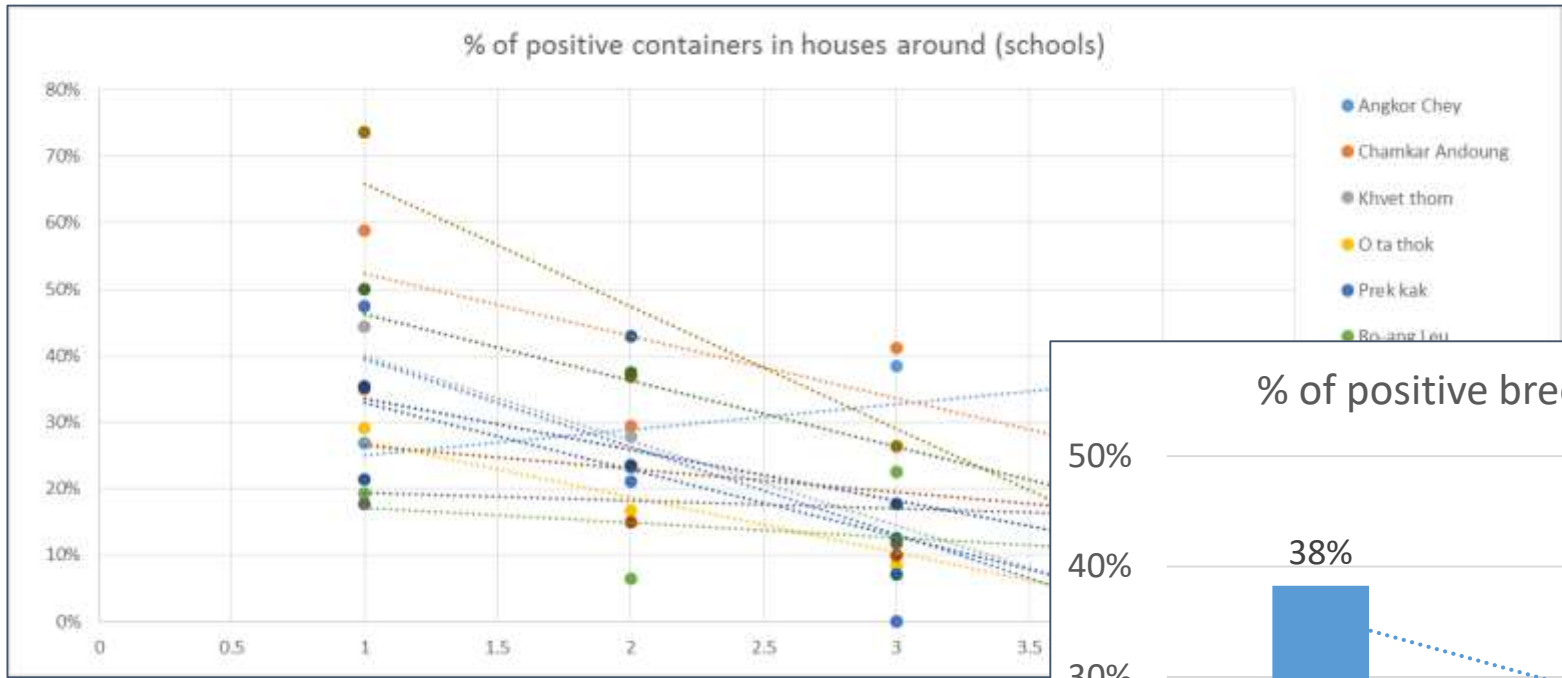 % of positive containers in houses around (schools)
80%
70%
60%
50%
40%
30%
20%
10%
0%
0 0.5 1 1.5 2 2.5 3 3.5
Angkor Chey
Chamkar Andoung
Khvet thom
O ta thok
Prek kak
% of positive
50%
40%
38%
30%